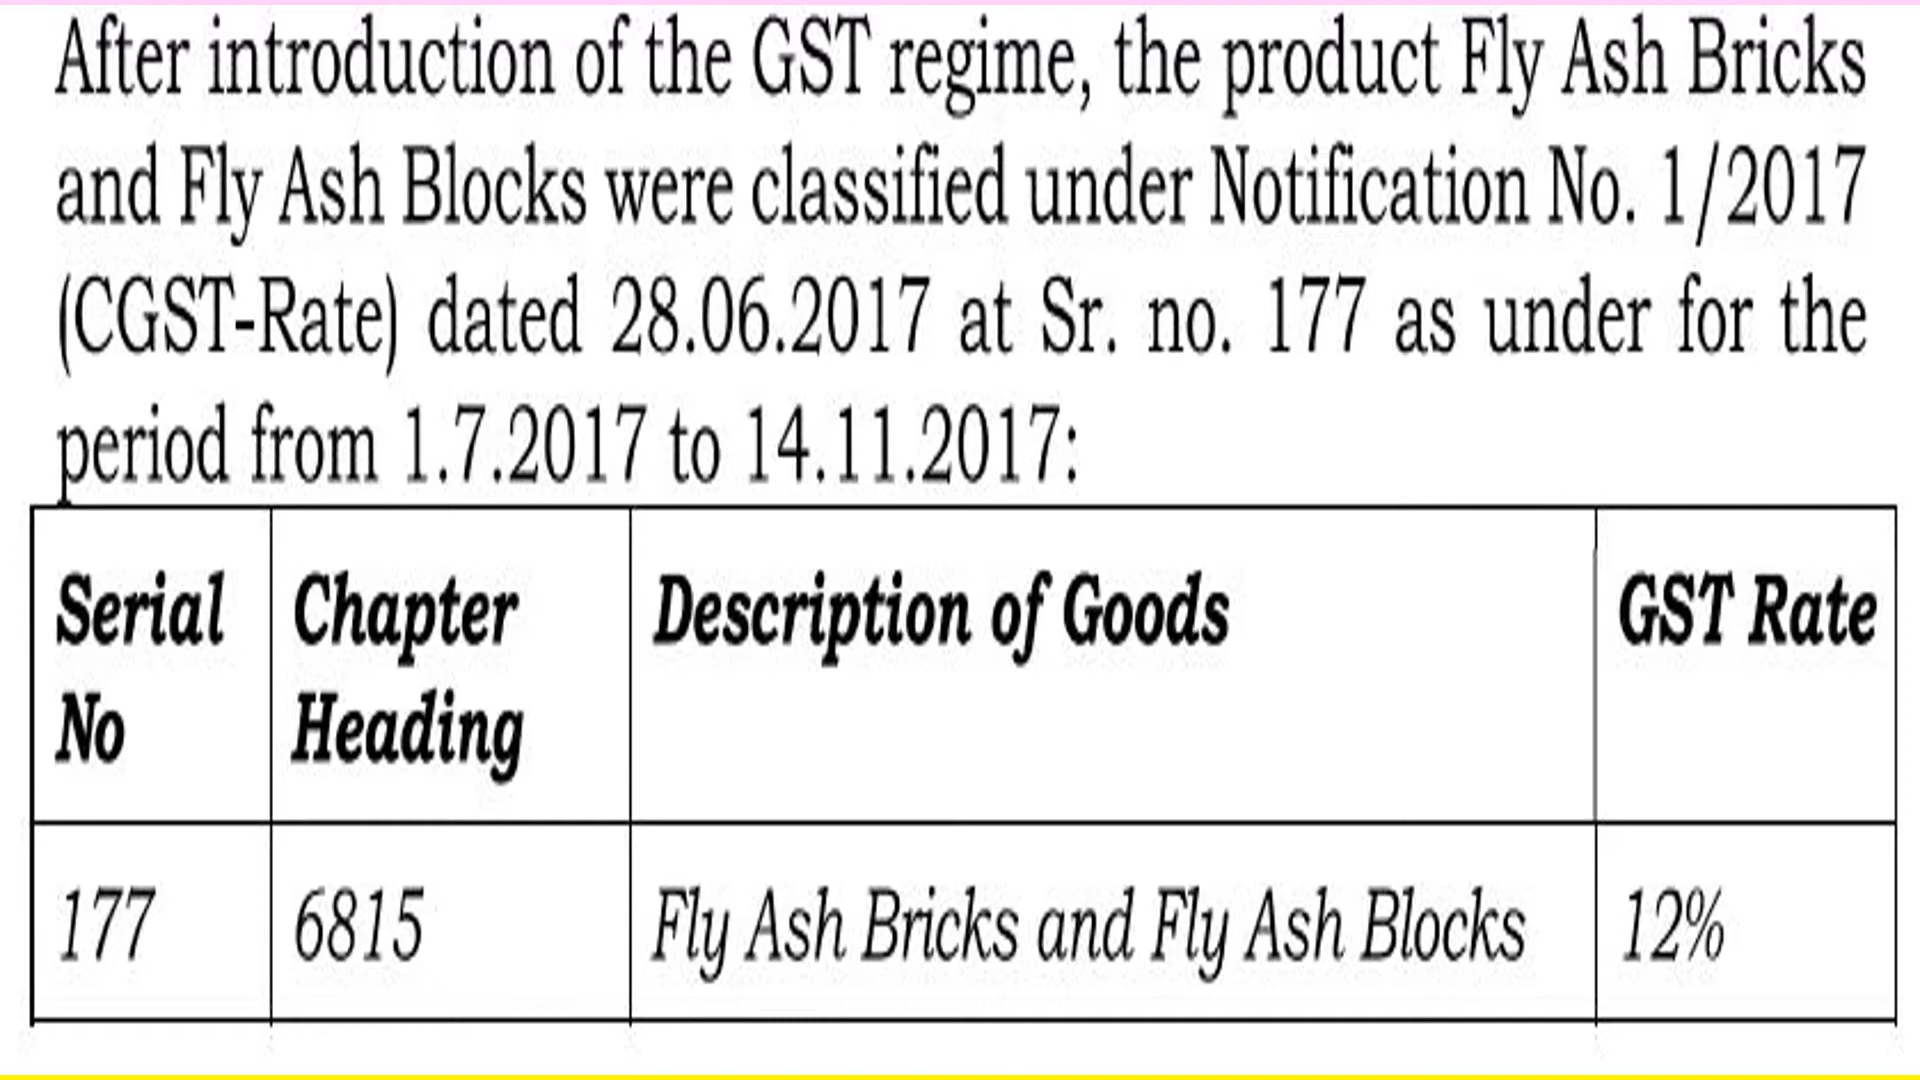 After introduction of the GST regime, the product Fly Ash Bricks
and Fly Ash Blocks were classified under Notification No. 1/2017
(CGST-Rate) dated 28.06.2017 at Sr. no. 177 as under for the
period from 1.7.2017 to 14.11.2017:
Serial No Chapter Heading Description of Goods GST Rate
177 6815 Fly Ash Bricks and Fly Ash Blocks 12%